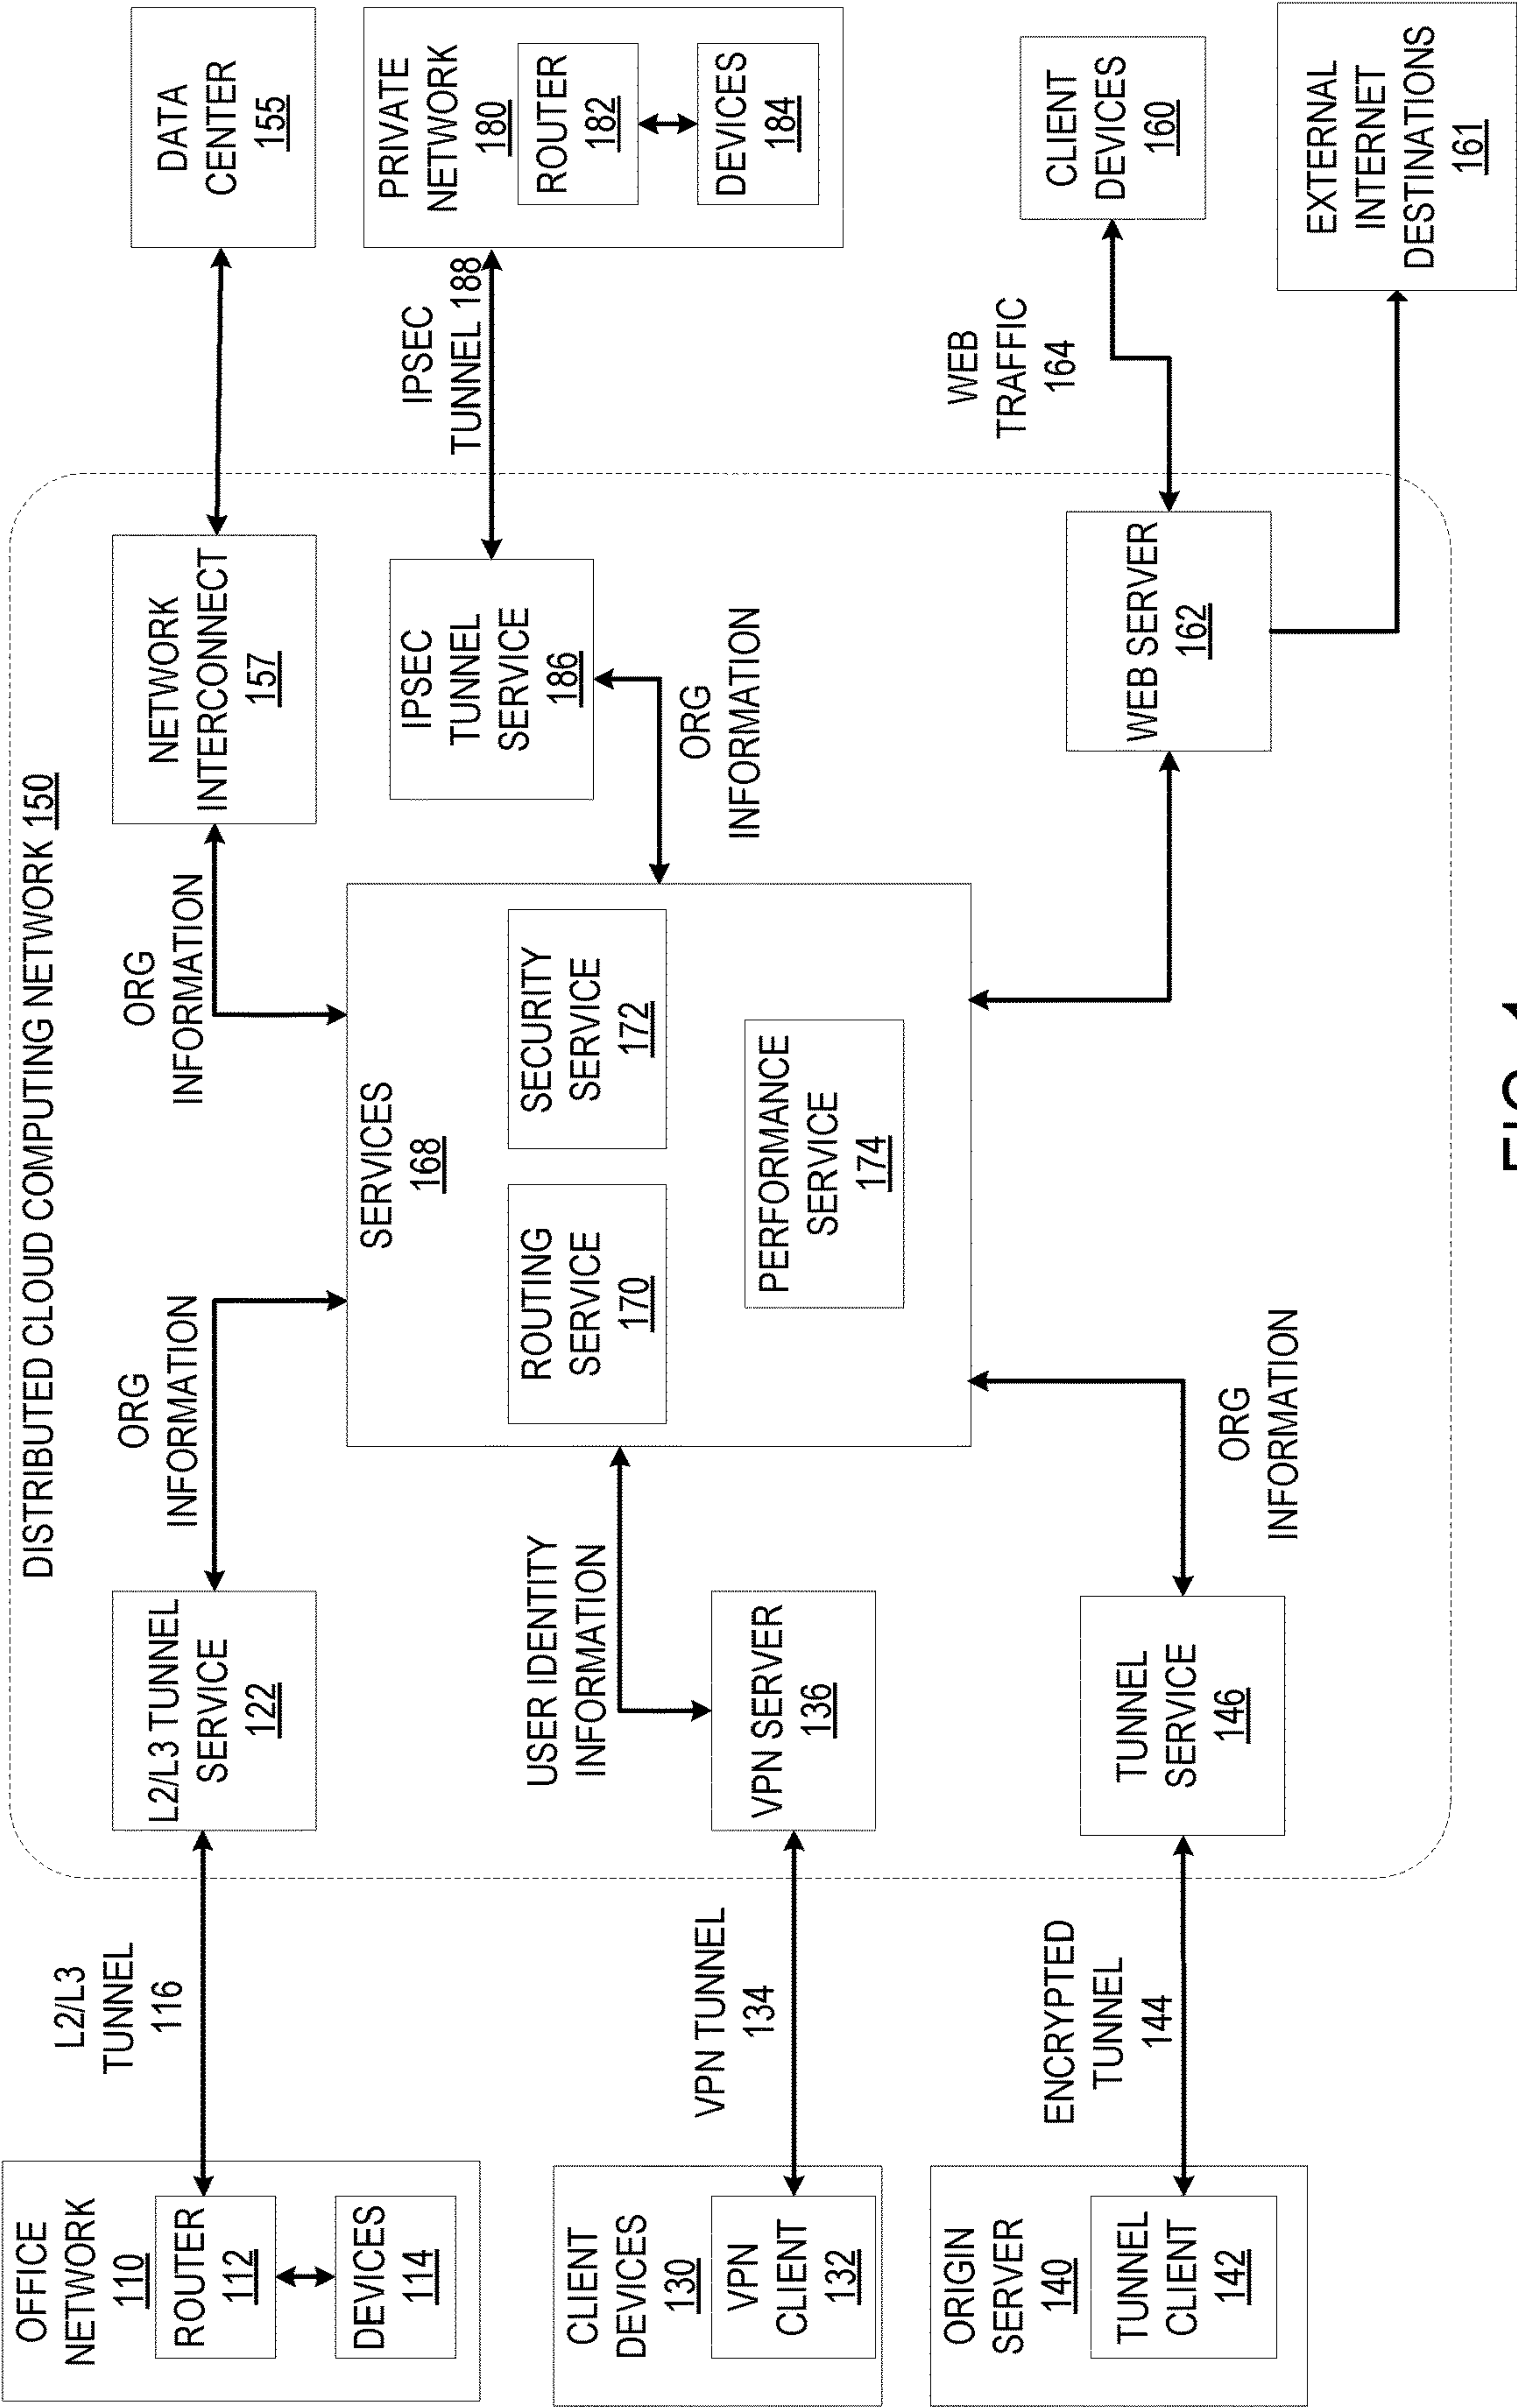 DISTRIBUTED CLOUD COMPUTING NETWORK 150
OFFICE
NETWORK
110
ROUTER
112
DEVICES
114
L2/L3
TUNNEL
116
L2/L3 TUNNEL
SERVICE
122
ORG
INFORMATION
ORG
INFORMATION
NETWORK
INTERCONNECT
157
DATA
CENTER
155
CLIENT
DEVICES
130
VPN
CLIENT
132
VPN TUNNEL
134
VPN SERVER
136
USER IDENTITY
INFORMATION
SERVICES
168
ROUTING
SERVICE
170
SECURITY
SERVICE
172
PERFORMANCE
SERVICE
174
IPSEC
TUNNEL
SERVICE
186
ORG
INFORMATION
IPSEC
TUNNEL 188
PRIVATE
NETWORK
180
ROUTER
182
DEVICES
184
ORIGIN
SERVER
140
TUNNEL
CLIENT
142
ENCRYPTED
TUNNEL
144
TUNNEL
SERVICE
146
ORG
INFORMATION
WEB SERVER
162
WEB
TRAFFIC
164
CLIENT
DEVICES
160
EXTERNAL
INTERNET
DESTINATIONS
161